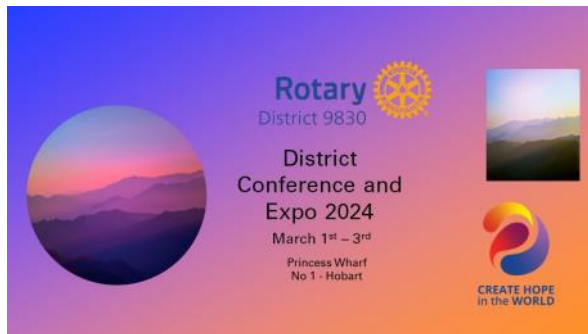 Rotary
District 9830
District
Conference and
Expo 2024
March 1st – 3rd
Princess Wharf
No 1 - Hobart
CREATE HOPE
in the WORLD